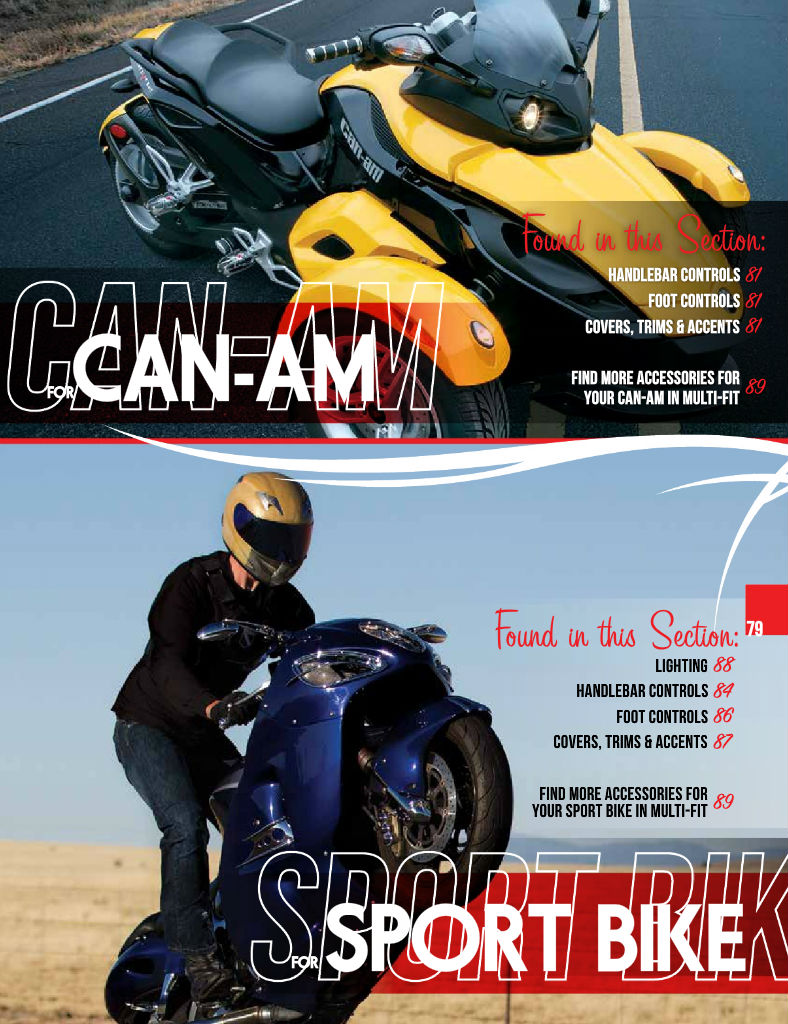 can-am
Found in this Section:
HANDLEBAR CONTROLS 81
FOOT CONTROLS 81
COVERS, TRIMS & ACCENTS 81
FIND MORE ACCESSORIES FOR
YOUR CAN-AM IN MULTI-FIT 89
CAN-AM
FOR CAN-AM
79
Found in this Section:
LIGHTING 88
HANDLEBAR CONTROLS 84
FOOT CONTROLS 86
COVERS, TRIMS & ACCENTS 87
FIND MORE ACCESSORIES FOR
YOUR SPORT BIKE IN MULTI-FIT 89
SPORT BIK
FOR SPORT BIKE